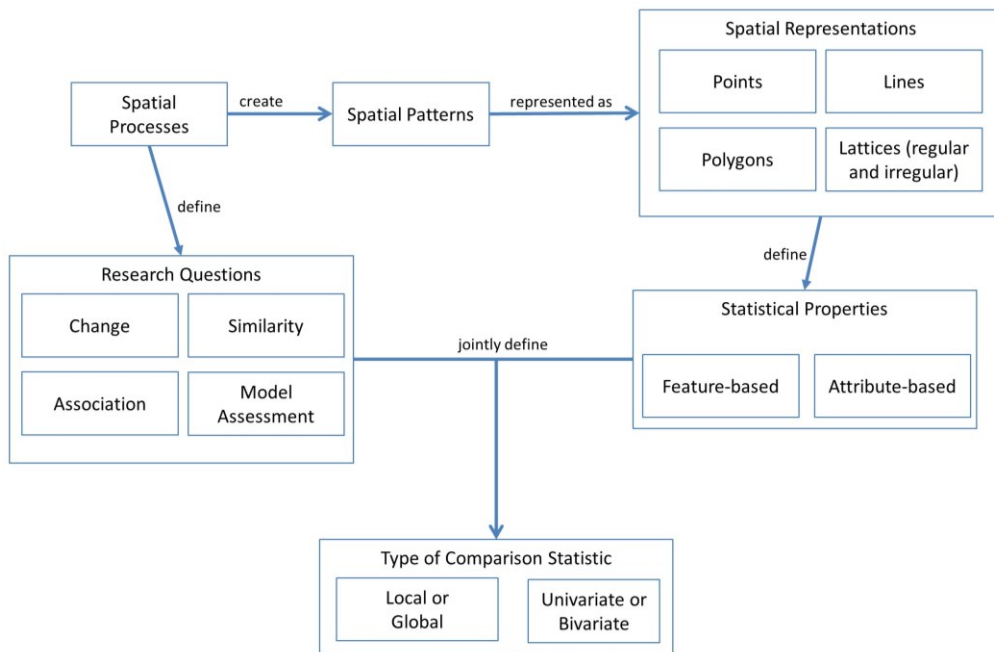 Spatial Representations
Points
Lines
Spatial
Processes
create
Spatial Patterns
represented as
Polygons
Lattices (regular
and irregular)
define
define
Research Questions
Change
Similarity
Association
Model
Assessment
jointly define
Statistical Properties
Feature-based
Attribute-based
Type of Comparison Statistic
Local or
Global
Univariate or
Bivariate